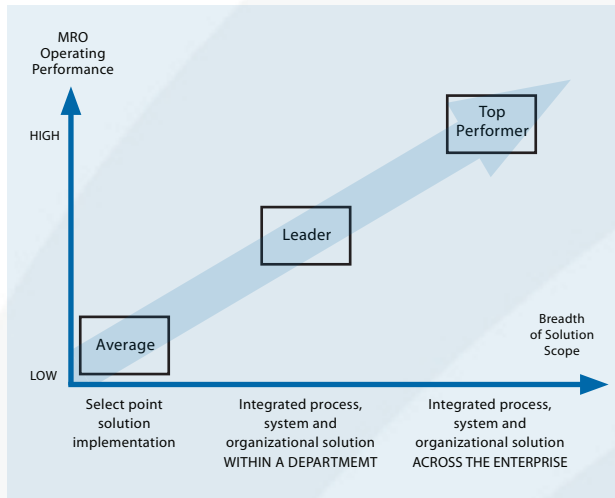 MRO
Operating
Performance
HIGH
Top
Performer
Leader
Average
LOW
Breadth
of Solution
Scope
Select point
solution
implementation
Integrated process,
system and
organizational solution
WITHIN A DEPARTMEMT
Integrated process,
system and
organizational solution
ACROSS THE ENTERPRISE